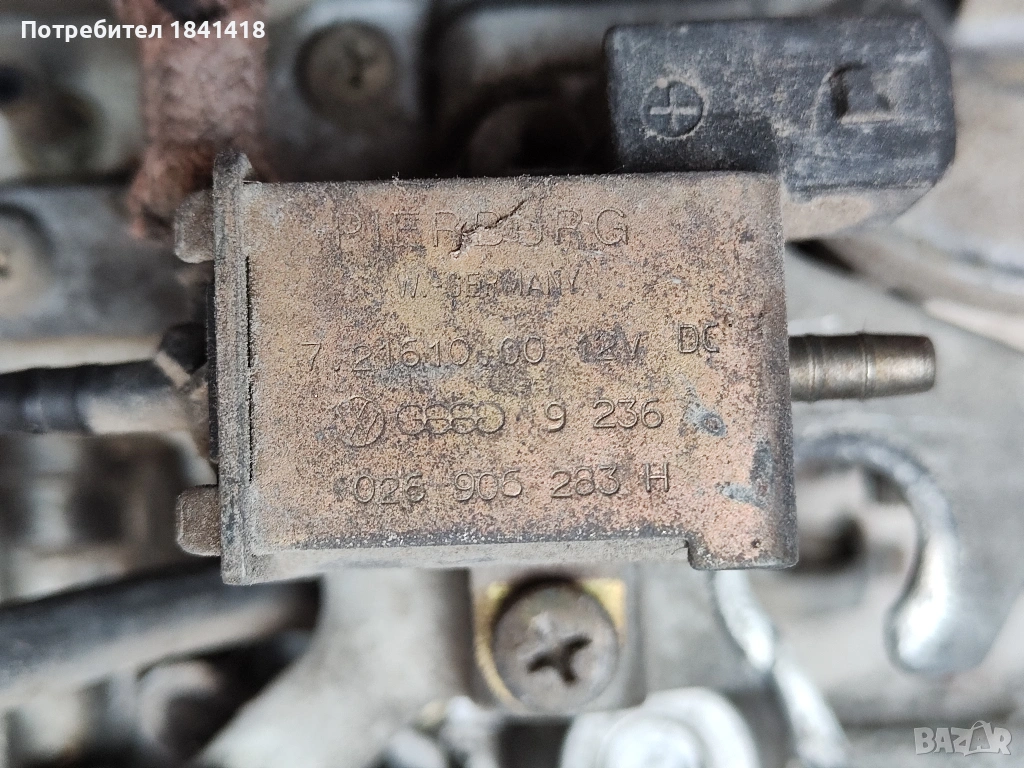 Потребител 1841418
PIERBURG
W. GERMANY
7.21610.00 12V DC
9 236
026 906 283 H
BAZAR